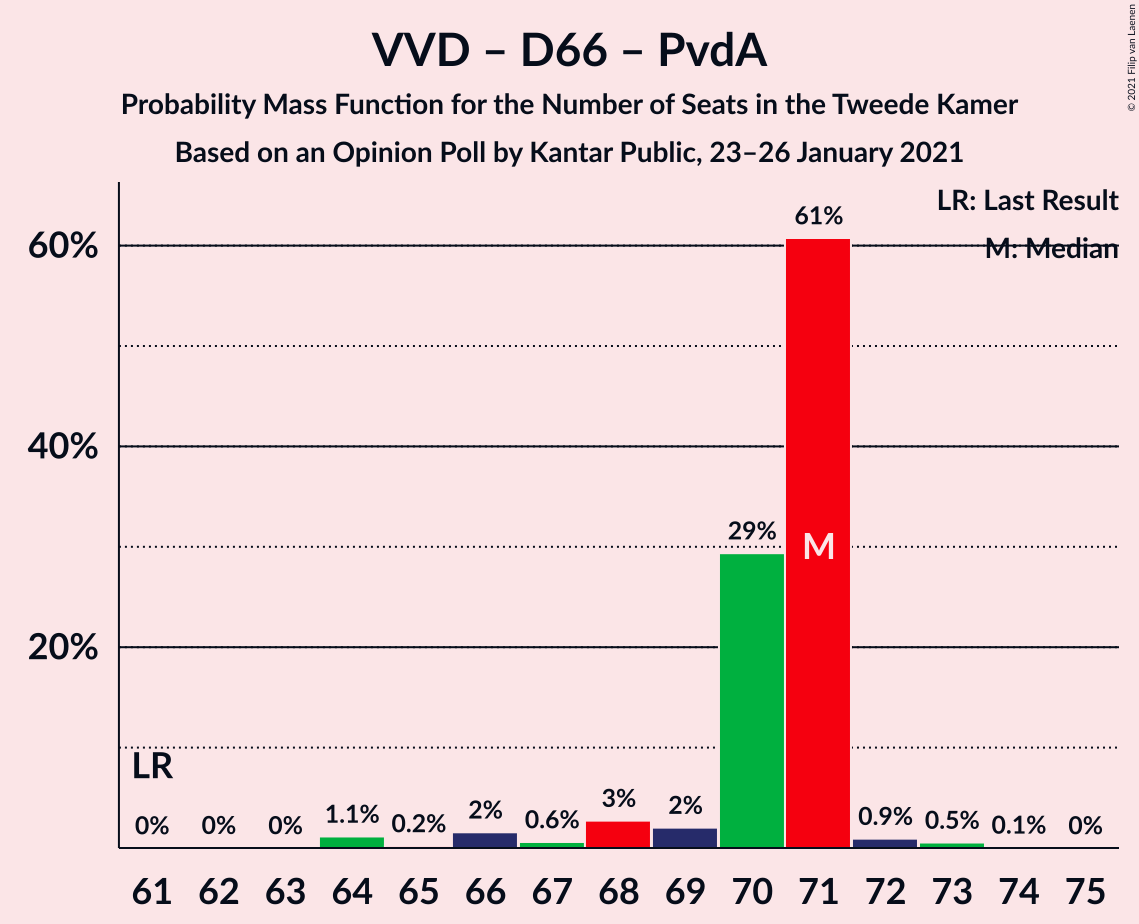 VVD – D66 – PvdA
Probability Mass Function for the Number of Seats in the Tweede Kamer
Based on an Opinion Poll by Kantar Public, 23–26 January 2021
© 2021 Filip van Laenen
LR: Last Result
M: Median
60%
40%
20%
61%
29%
M
LR
0%
0%
0%
1.1%
0.2%
2%
0.6%
3%
2%
0.9%
0.5%
0.1%
0%
61 62 63 64 65 66 67 68 69 70 71 72 73 74 75